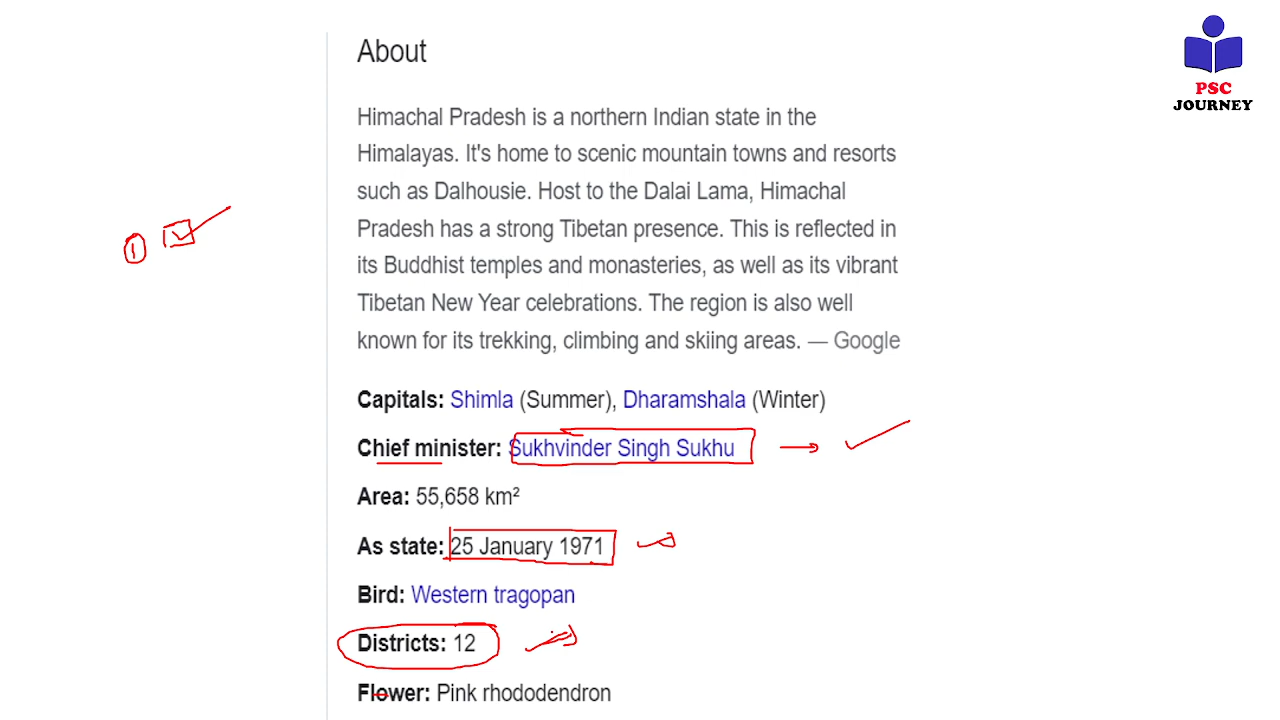 About
PSC
JOURNEY
Himachal Pradesh is a northern Indian state in the
Himalayas. It's home to scenic mountain towns and resorts
such as Dalhousie. Host to the Dalai Lama, Himachal
Pradesh has a strong Tibetan presence. This is reflected in
its Buddhist temples and monasteries, as well as its vibrant
Tibetan New Year celebrations. The region is also well
known for its trekking, climbing and skiing areas. — Google
1
Capitals: Shimla (Summer), Dharamshala (Winter)
Chief minister: Sukhvinder Singh Sukhu
Area: 55,658 km²
As state: 25 January 1971
Bird: Western tragopan
Districts: 12
Flower: Pink rhododendron